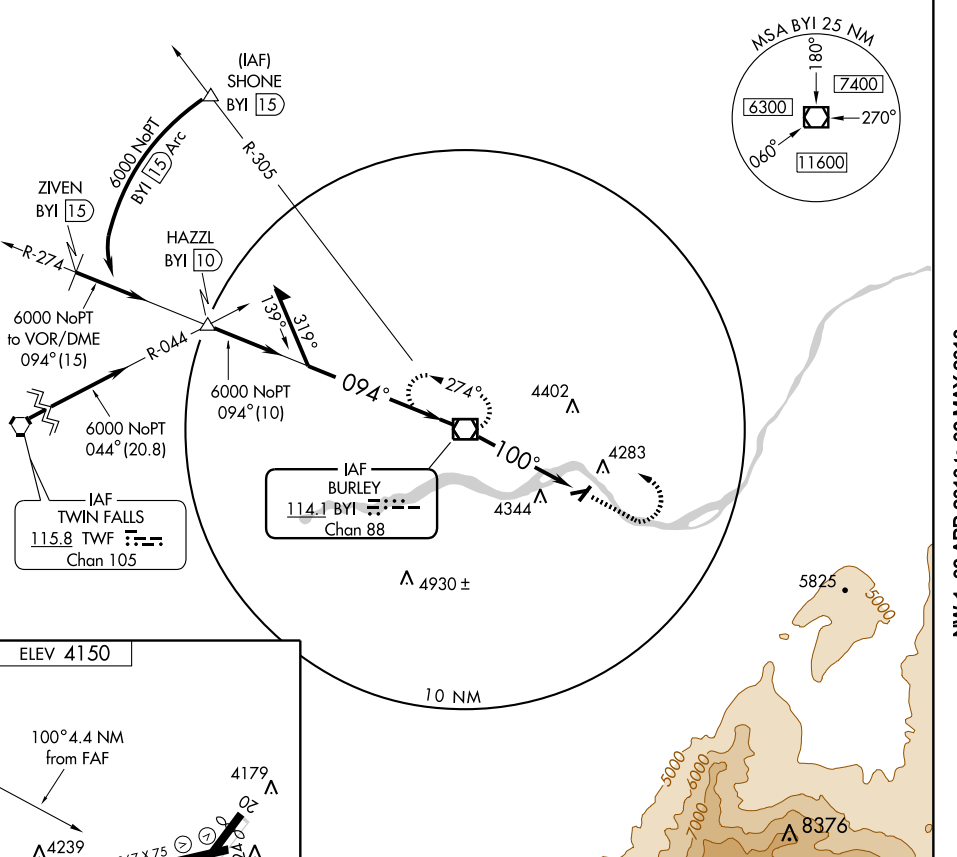 MSA BYI 25 NM
180°
7400
6300
270°
060°
11600
(IAF)
SHONE
BYI 15
6000 NoPT
BYI 15 Arc
R-305
ZIVEN
BYI 15
R-274
HAZZL
BYI 10
6000 NoPT
to VOR/DME
094° (15)
R-044
139°
319°
6000 NoPT
094° (10)
094°
274°
4402
6000 NoPT
044° (20.8)
100°
4283
4344
IAF
BURLEY
114.1 BYI
Chan 88
IAF
TWIN FALLS
115.8 TWF
Chan 105
4930 ±
5825
5000
10 NM
ELEV 4150
100° 4.4 NM
from FAF
4179
20
V
V
X 75
4239
5000
6000
7000
8376